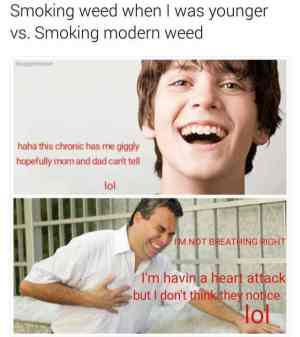 Smoking weed when I was younger
vs. Smoking modern weed
haha this chronic has me giggly
hopefully mom and dad can't tell
lol
I'M NOT BREATHING RIGHT
I'm havin a heart attack
but I don't think they notice
lol